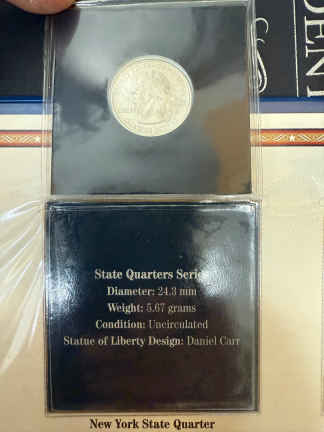 State Quarters Series
Diameter: 24.3 mm
Weight: 5.67 grams
Condition: Uncirculated
Statue of Liberty Design: Daniel Carr
New York State Quarter